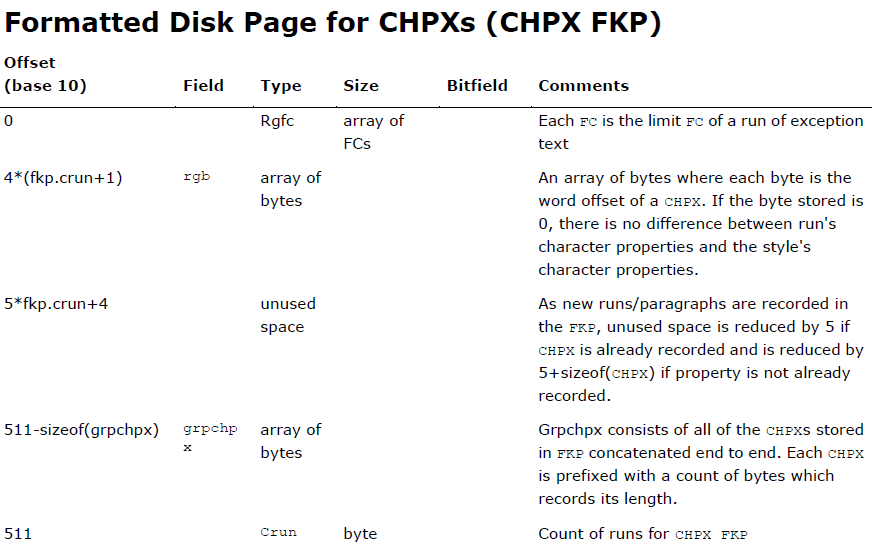 Formatted Disk Page for CHPXs (CHPX FKP)
Offset
(base 10) Field Type Size Bitfield Comments
0 Rgfc array of FCs Each FC is the limit FC of a run of exception text
4*(fkp.crun+1) rgb array of bytes An array of bytes where each byte is the
word offset of a CHPX. If the byte stored is
0, there is no difference between run's
character properties and the style's
character properties.
5*fkp.crun+4 unused space As new runs/paragraphs are recorded in
the FKP, unused space is reduced by 5 if
CHPX is already recorded and is reduced by
5+sizeof(CHPX) if property is not already
recorded.
511-sizeof(grpchpx) grpchpx array of bytes Grpchpx consists of all of the CHPXs stored
in FKP concatenated end to end. Each CHPX
is prefixed with a count of bytes which
records its length.
511 Crun byte Count of runs for CHPX FKP